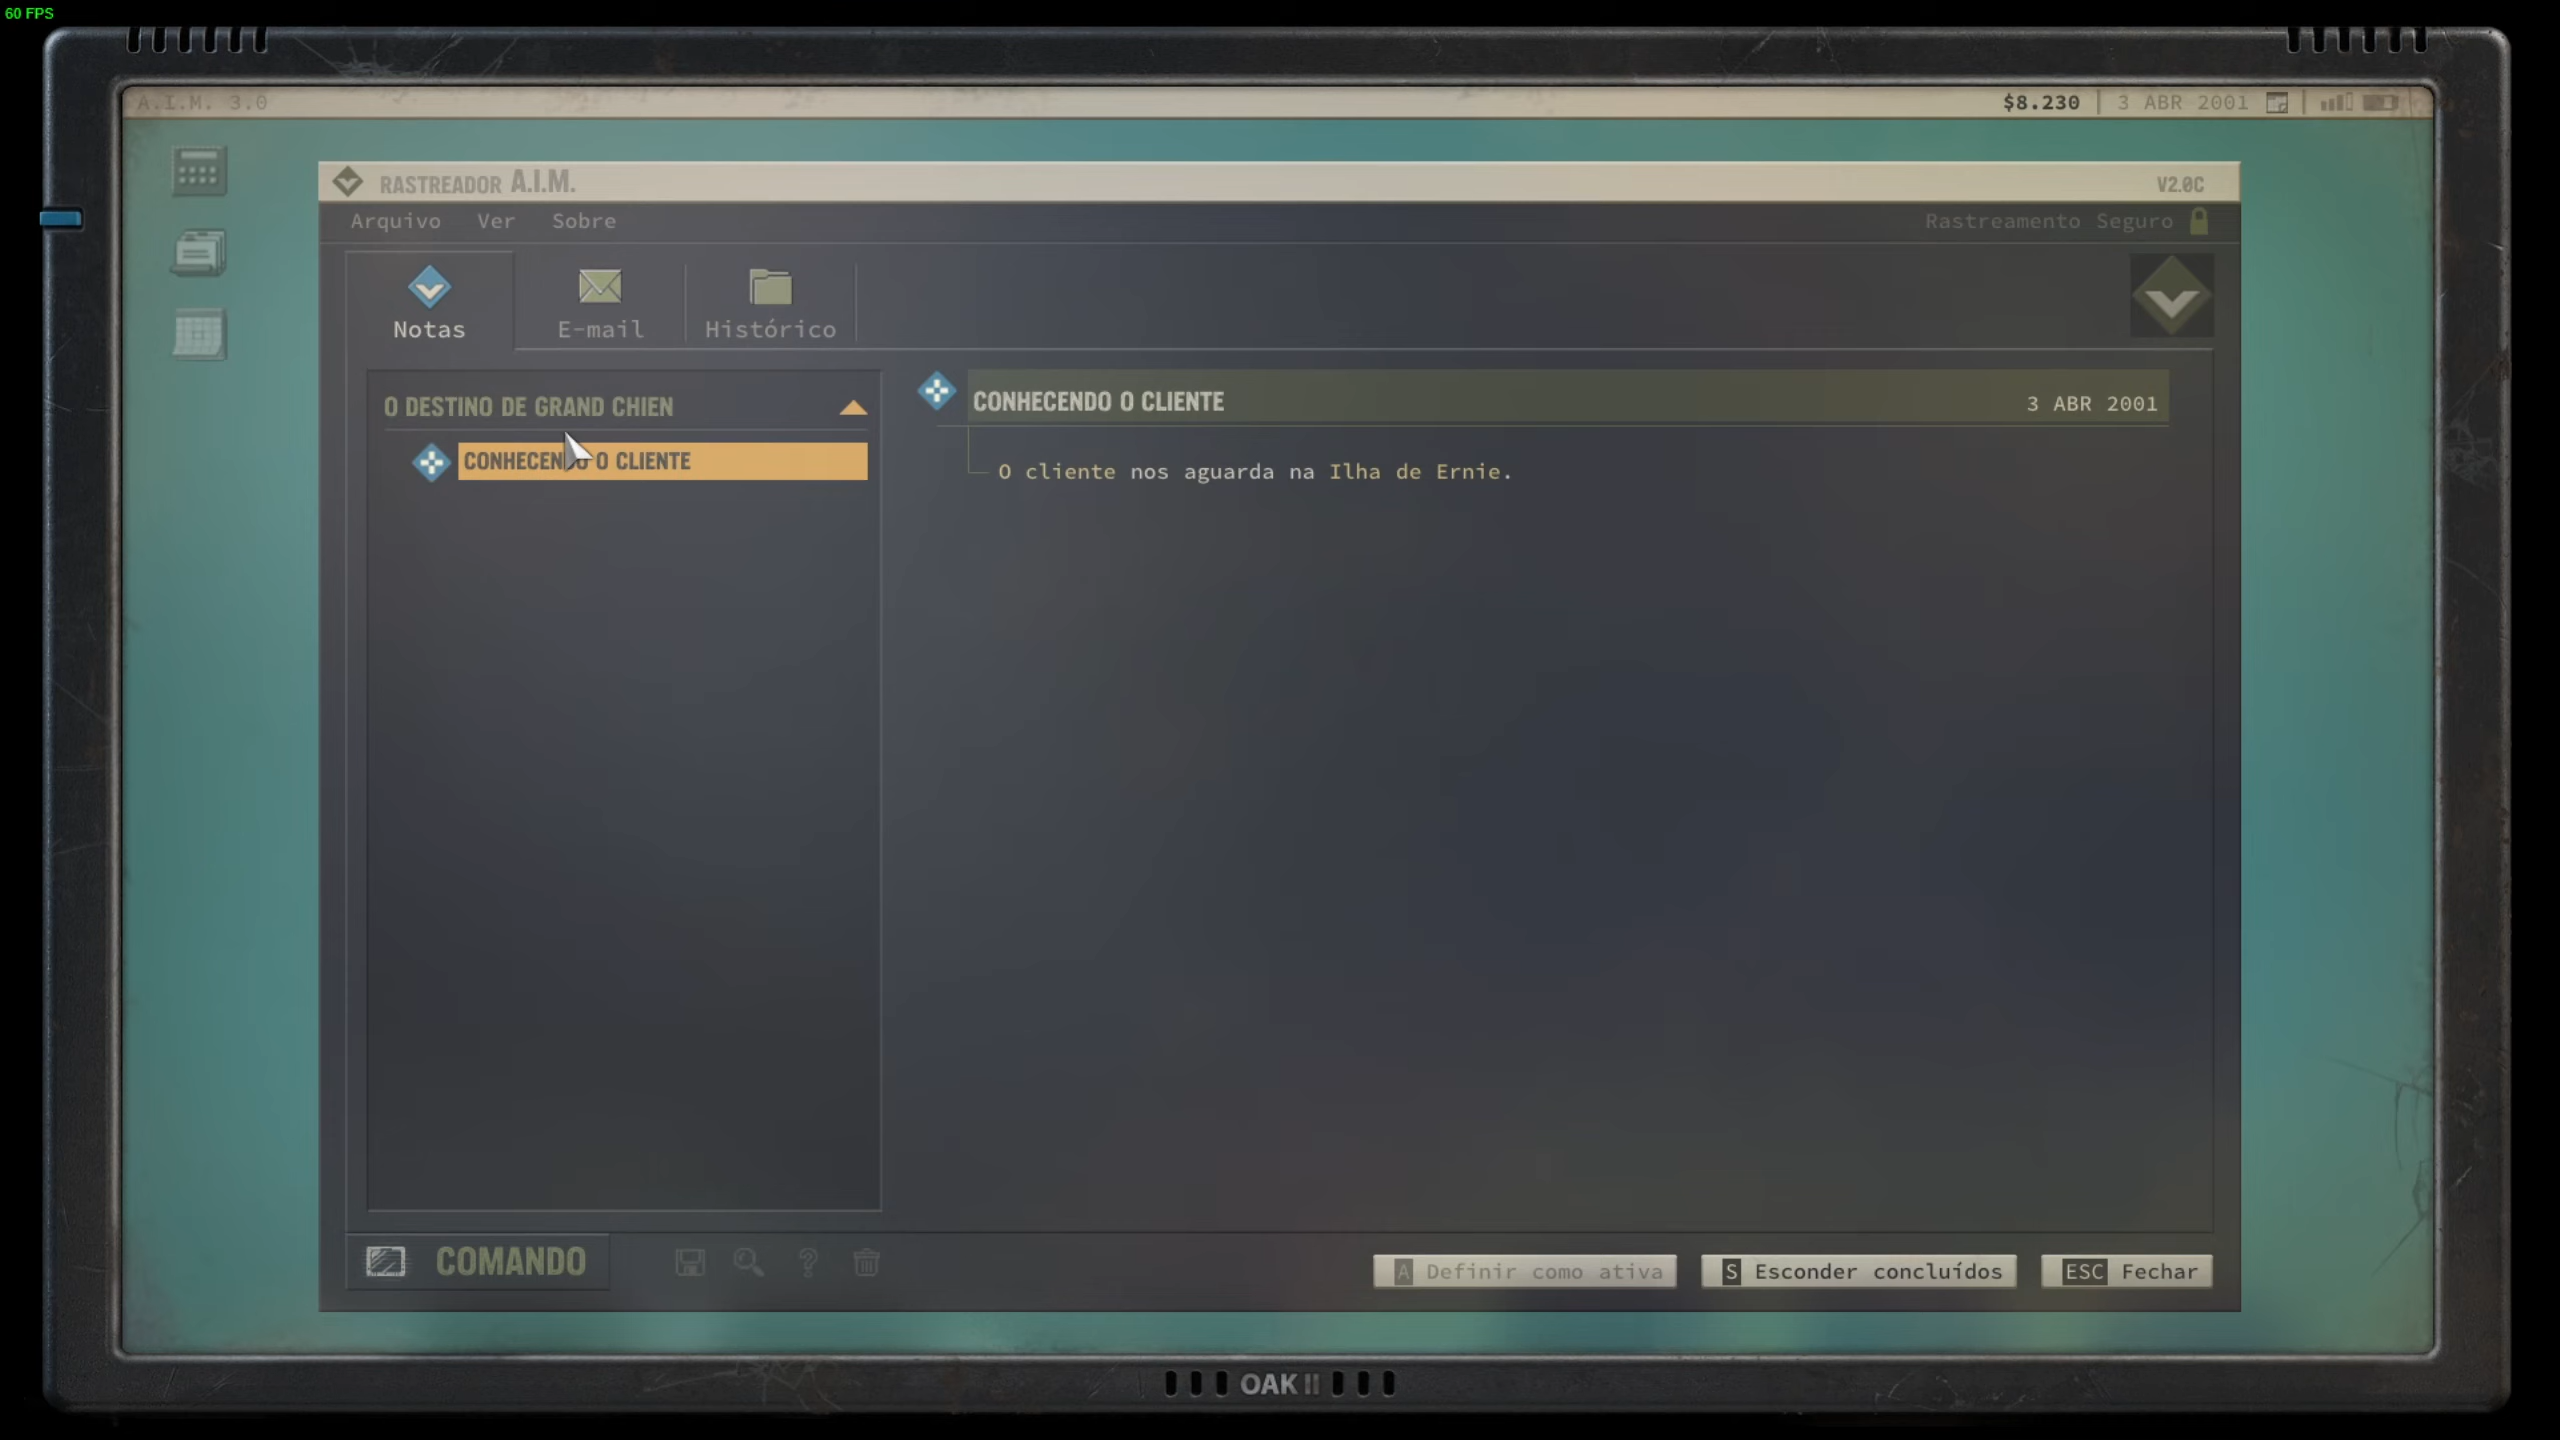 60 FPS
A.I.M. 3.0
$8.230 3 ABR 2001
RASTREADOR A.I.M.
V2.0C
Arquivo Ver Sobre
Rastreamento Seguro
Notas E-mail Histórico
O DESTINO DE GRAND CHIEN
CONHECENDO O CLIENTE
CONHECENDO O CLIENTE
3 ABR 2001
O cliente nos aguarda na Ilha de Ernie.
COMANDO
?
A Definir como ativa
S Esconder concluídos
ESC Fechar
OAK II